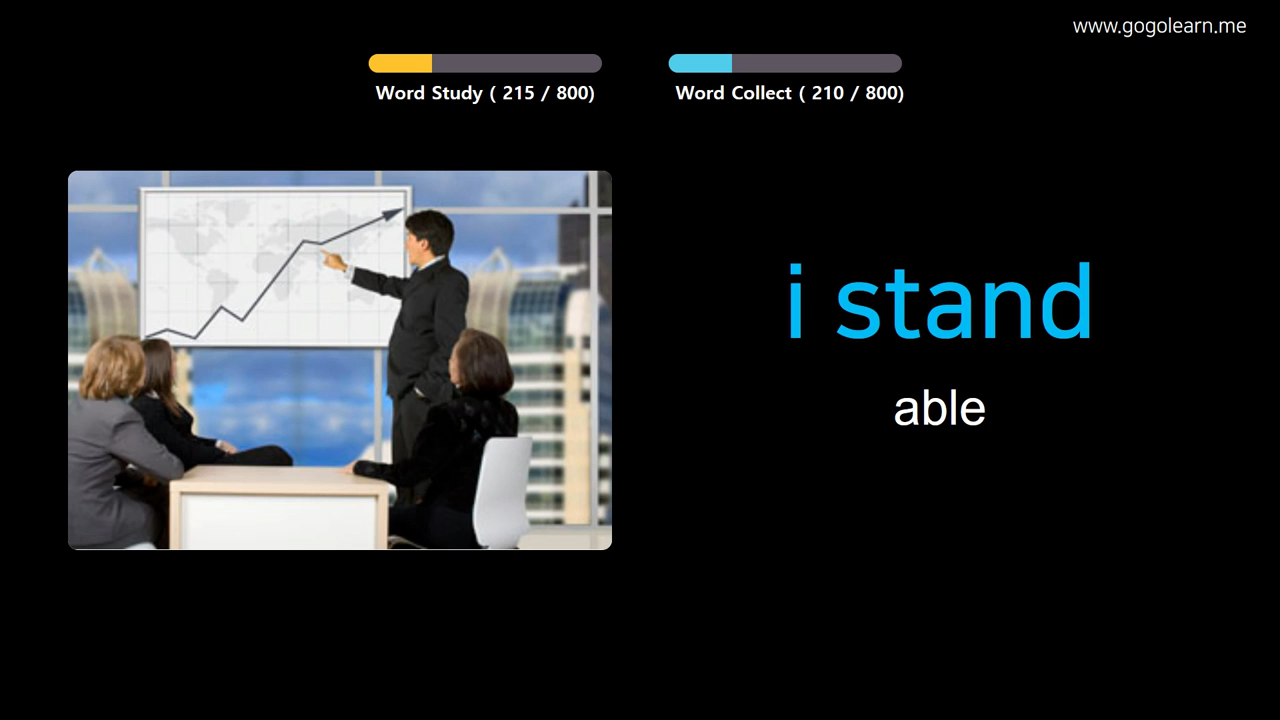 www.gogolearn.me
Word Study ( 215 / 800)
Word Collect ( 210 / 800)
i stand
able